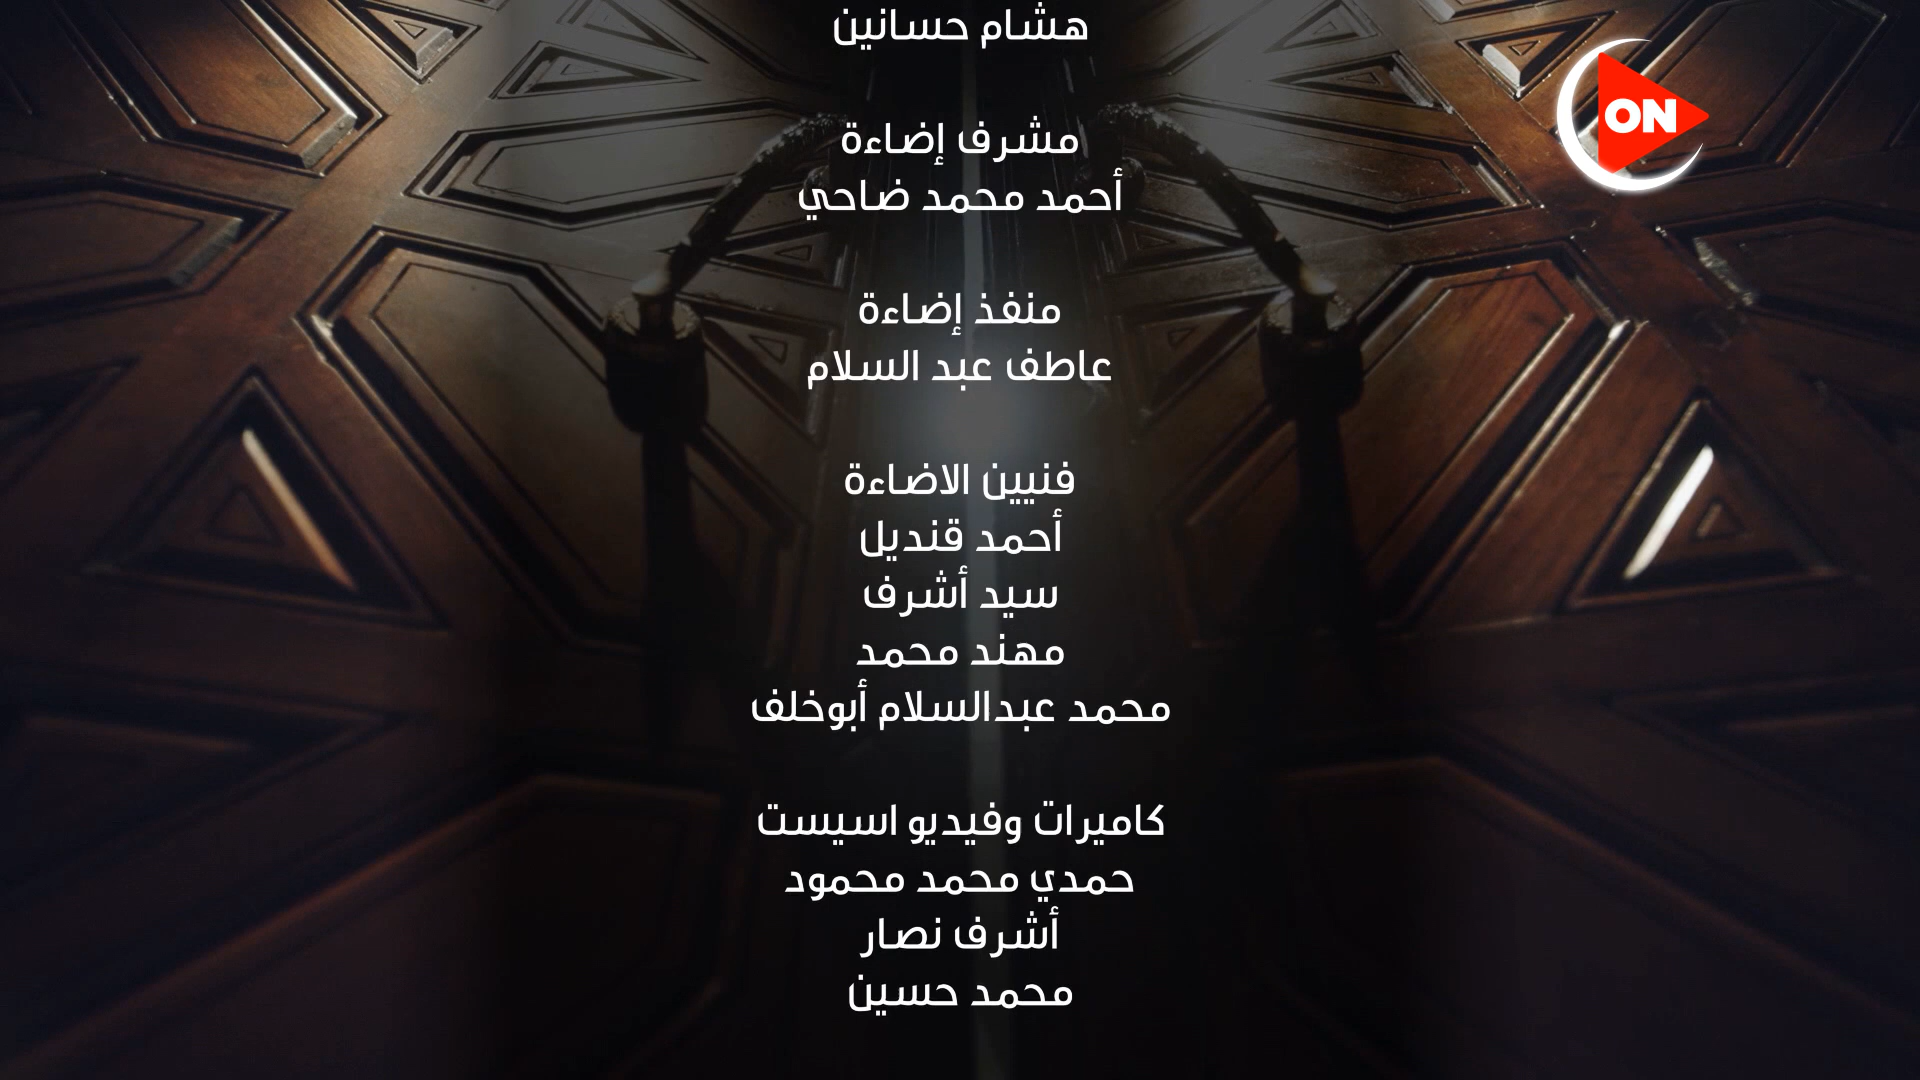 هشام حسانين
ON
مشرف إضاءة
أحمد محمد ضاحي
منفذ إضاءة
عاطف عبد السلام
فنيين الاضاءة
أحمد قنديل
سيد أشرف
مهند محمد
محمد عبدالسلام أبوخلف
كاميرات وفيديو اسيست
حمدي محمد محمود
أشرف نصار
محمد حسين